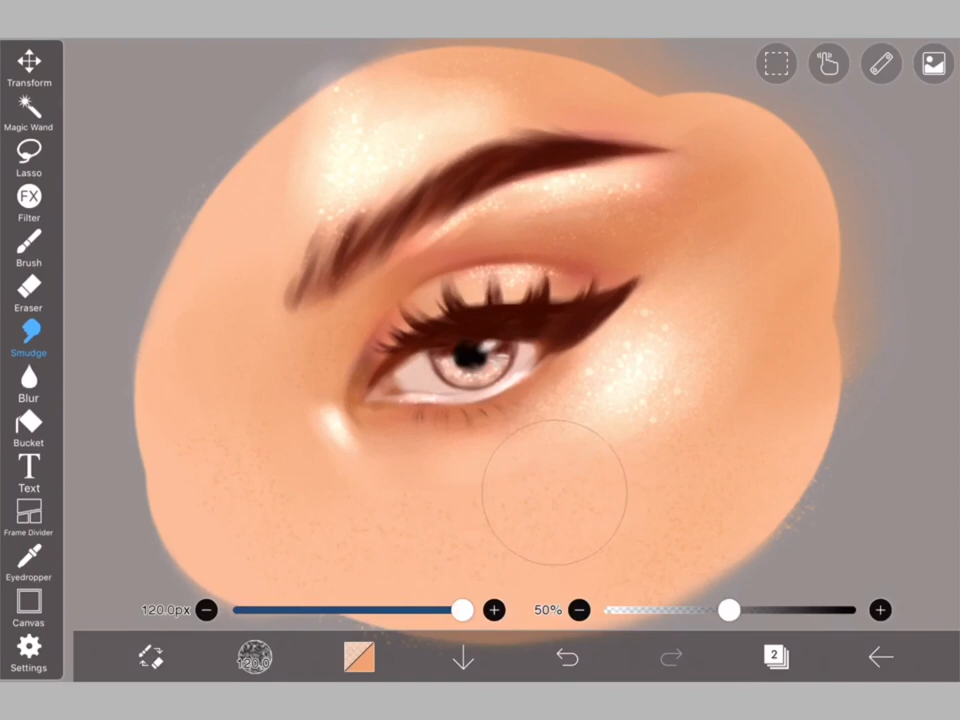 Transform
Magic Wand
Lasso
FX
Filter
Brush
Eraser
Smudge
Blur
Bucket
T
Text
Frame Divider
Eyedropper
Canvas
Settings
120.0px
50%
120.0
2